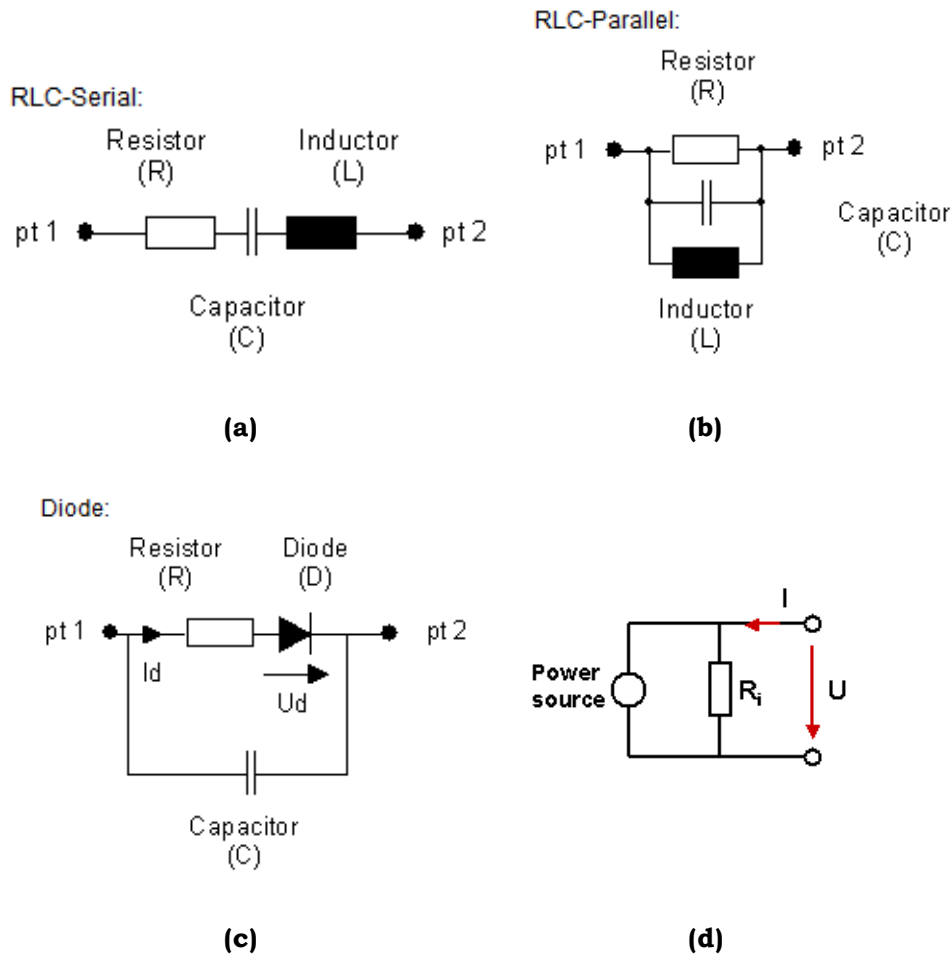 RLC-Serial:
Resistor
(R)
Inductor
(L)
pt 1
pt 2
Capacitor
(C)
(a)
RLC-Parallel:
Resistor
(R)
pt 1
pt 2
Capacitor
(C)
Inductor
(L)
(b)
Diode:
Resistor
(R)
Diode
(D)
pt 1
pt 2
Id
Ud
Capacitor
(C)
(c)
I
Power
source
Ri
U
(d)